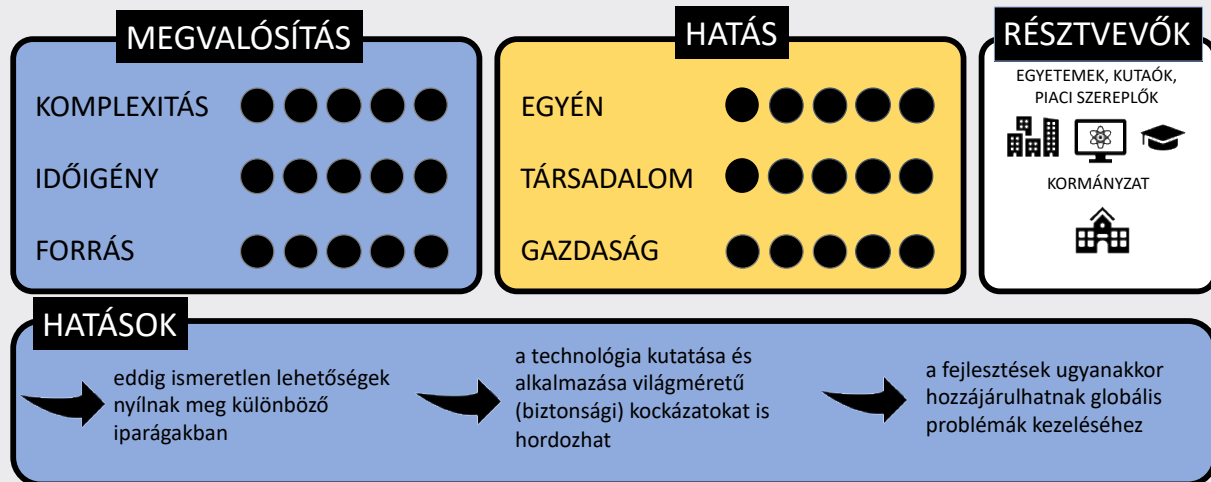 MEGVALÓSÍTÁS
KOMPLEXITÁS
IDŐIGÉNY
FORRÁS
HATÁS
EGYÉN
TÁRSADALOM
GAZDASÁG
RÉSZTVEVŐK
EGYETEMEK, KUTAÓK,
PIACI SZEREPLŐK
KORMÁNYZAT
HATÁSOK
eddig ismeretlen lehetőségek
nyílnak meg különböző
iparágakban
a technológia kutatása és
alkalmazása világméretű
(biztonsági) kockázatokat is
hordozhat
a fejlesztések ugyanakkor
hozzájárulhatnak globális
problémák kezeléséhez